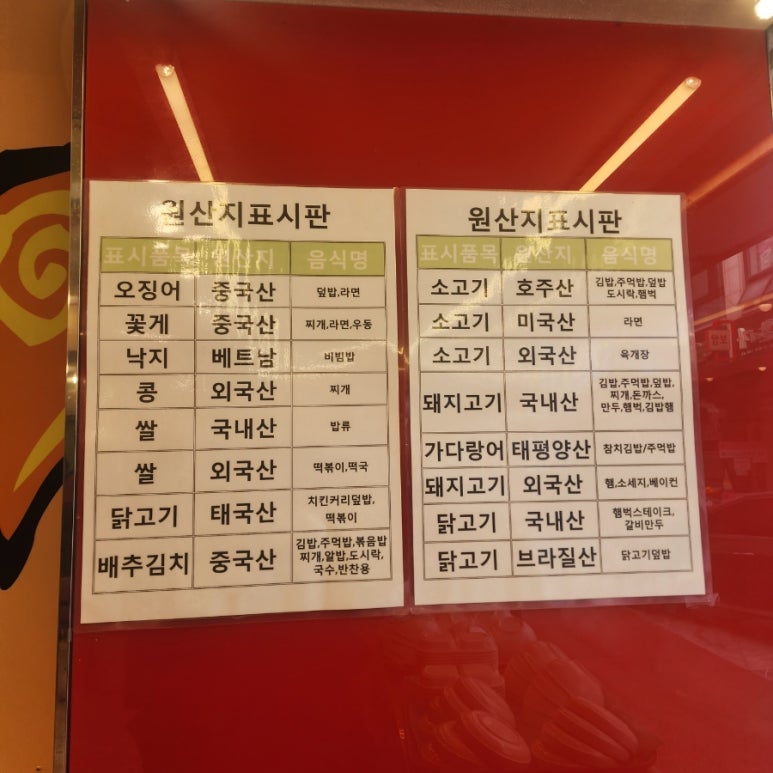 원산지표시판
표시품목 원산지 음식명
오징어 중국산 덮밥,라면
꽃게 중국산 찌개,라면,우동
낙지 베트남 비빔밥
콩 외국산 찌개
쌀 국내산 밥류
쌀 외국산 떡볶이,떡국
닭고기 태국산 치킨커리덮밥,
떡볶이
배추김치 중국산 김밥,주먹밥,볶음밥
찌개,알밥,도시락,
국수,반찬용
원산지표시판
표시품목 원산지 음식명
소고기 호주산 김밥,주먹밥,덮밥
도시락,햄벅
소고기 미국산 라면
소고기 외국산 육개장
돼지고기 국내산 김밥,주먹밥,덮밥,
찌개,돈까스,
만두,햄벅,김밥햄
가다랑어 태평양산 참치김밥/주먹밥
돼지고기 외국산 햄,소세지,베이컨
닭고기 국내산 햄벅스테이크,
갈비만두
닭고기 브라질산 닭고기덮밥